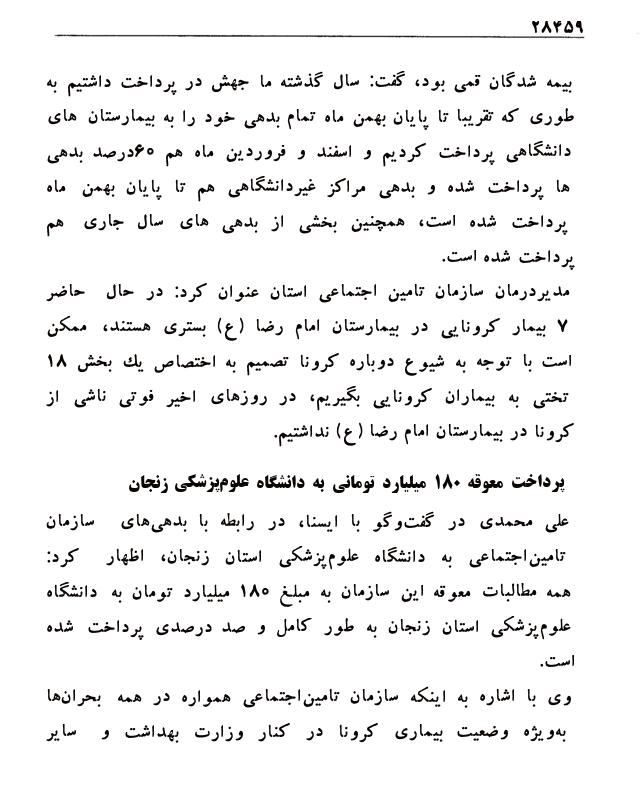 ۲۸۴۵۹
بیمه شدگان قمی بود، گفت: سال گذشته ما جهش در پرداخت داشتیم به
طوری که تقریبا تا پایان بهمن ماه تمام بدهی خود را به بیمارستان های
دانشگاهی پرداخت کردیم و اسفند و فروردین ماه هم ۶۰درصد بدهی
ها پرداخت شده و بدهی مراکز غیردانشگاهی هم تا پایان بهمن ماه
پرداخت شده است، همچنین بخشی از بدهی های سال جاری هم
پرداخت شده است.
مدیردرمان سازمان تامین اجتماعی استان عنوان کرد: در حال حاضر
۷ بیمار کرونایی در بیمارستان امام رضا (ع) بستری هستند، ممکن
است با توجه به شیوع دوباره کرونا تصمیم به اختصاص یك بخش ۱۸
تختی به بیماران کرونایی بگیریم، در روزهای اخیر فوتی ناشی از
کرونا در بیمارستان امام رضا (ع) نداشتیم.
پرداخت معوقه ۱۸۰ میلیارد تومانی به دانشگاه علوم‌پزشکی زنجان
علی محمدی در گفت‌وگو با ایسنا، در رابطه با بدهی‌های سازمان
تامین‌اجتماعی به دانشگاه علوم‌پزشکی استان زنجان، اظهار کرد:
همه مطالبات معوقه این سازمان به مبلغ ۱۸۰ میلیارد تومان به دانشگاه
علوم‌پزشکی استان زنجان به طور کامل و صد درصدی پرداخت شده
است.
وی با اشاره به اینکه سازمان تامین‌اجتماعی همواره در همه بحران‌ها
به‌ویژه وضعیت بیماری کرونا در کنار وزارت بهداشت و سایر